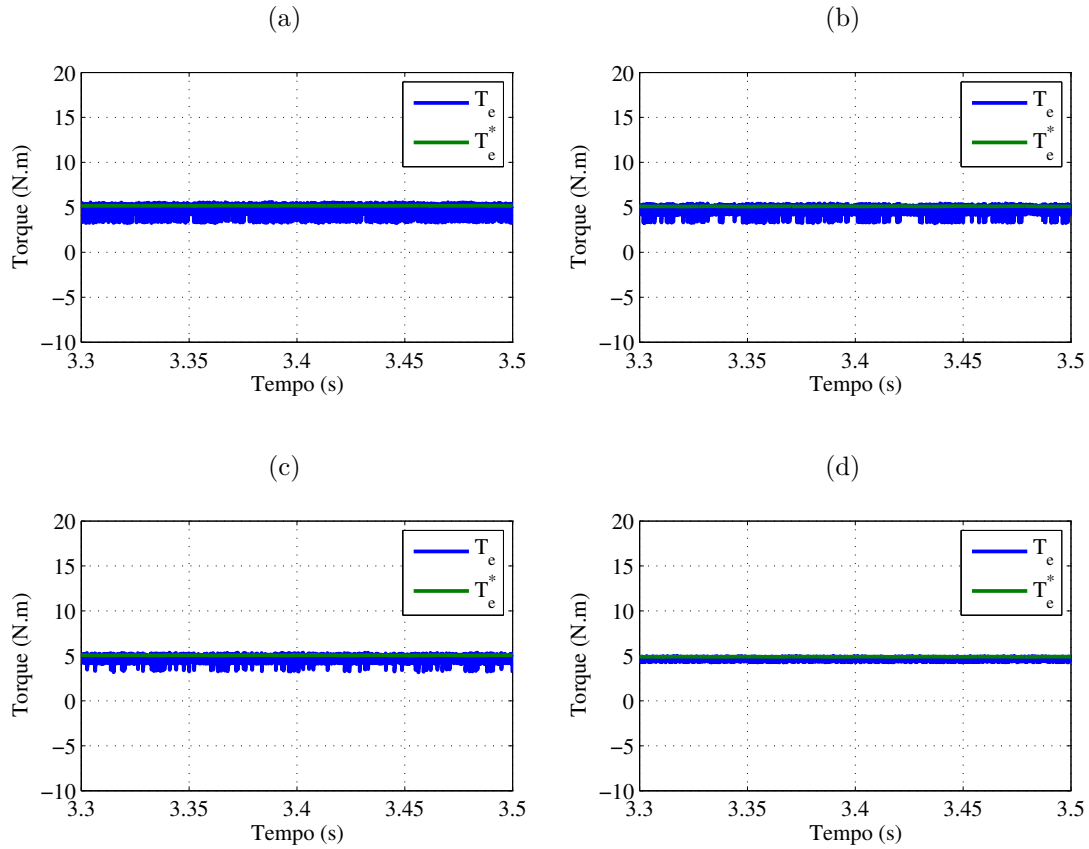 (a)
20
15
10
5
0
−5
−10
3.3 3.35 3.4 3.45 3.5
Torque (N.m)
Tempo (s)
T_e
T_e^*
(b)
20
15
10
5
0
−5
−10
3.3 3.35 3.4 3.45 3.5
Torque (N.m)
Tempo (s)
T_e
T_e^*
(c)
20
15
10
5
0
−5
−10
3.3 3.35 3.4 3.45 3.5
Torque (N.m)
Tempo (s)
T_e
T_e^*
(d)
20
15
10
5
0
−5
−10
3.3 3.35 3.4 3.45 3.5
Torque (N.m)
Tempo (s)
T_e
T_e^*